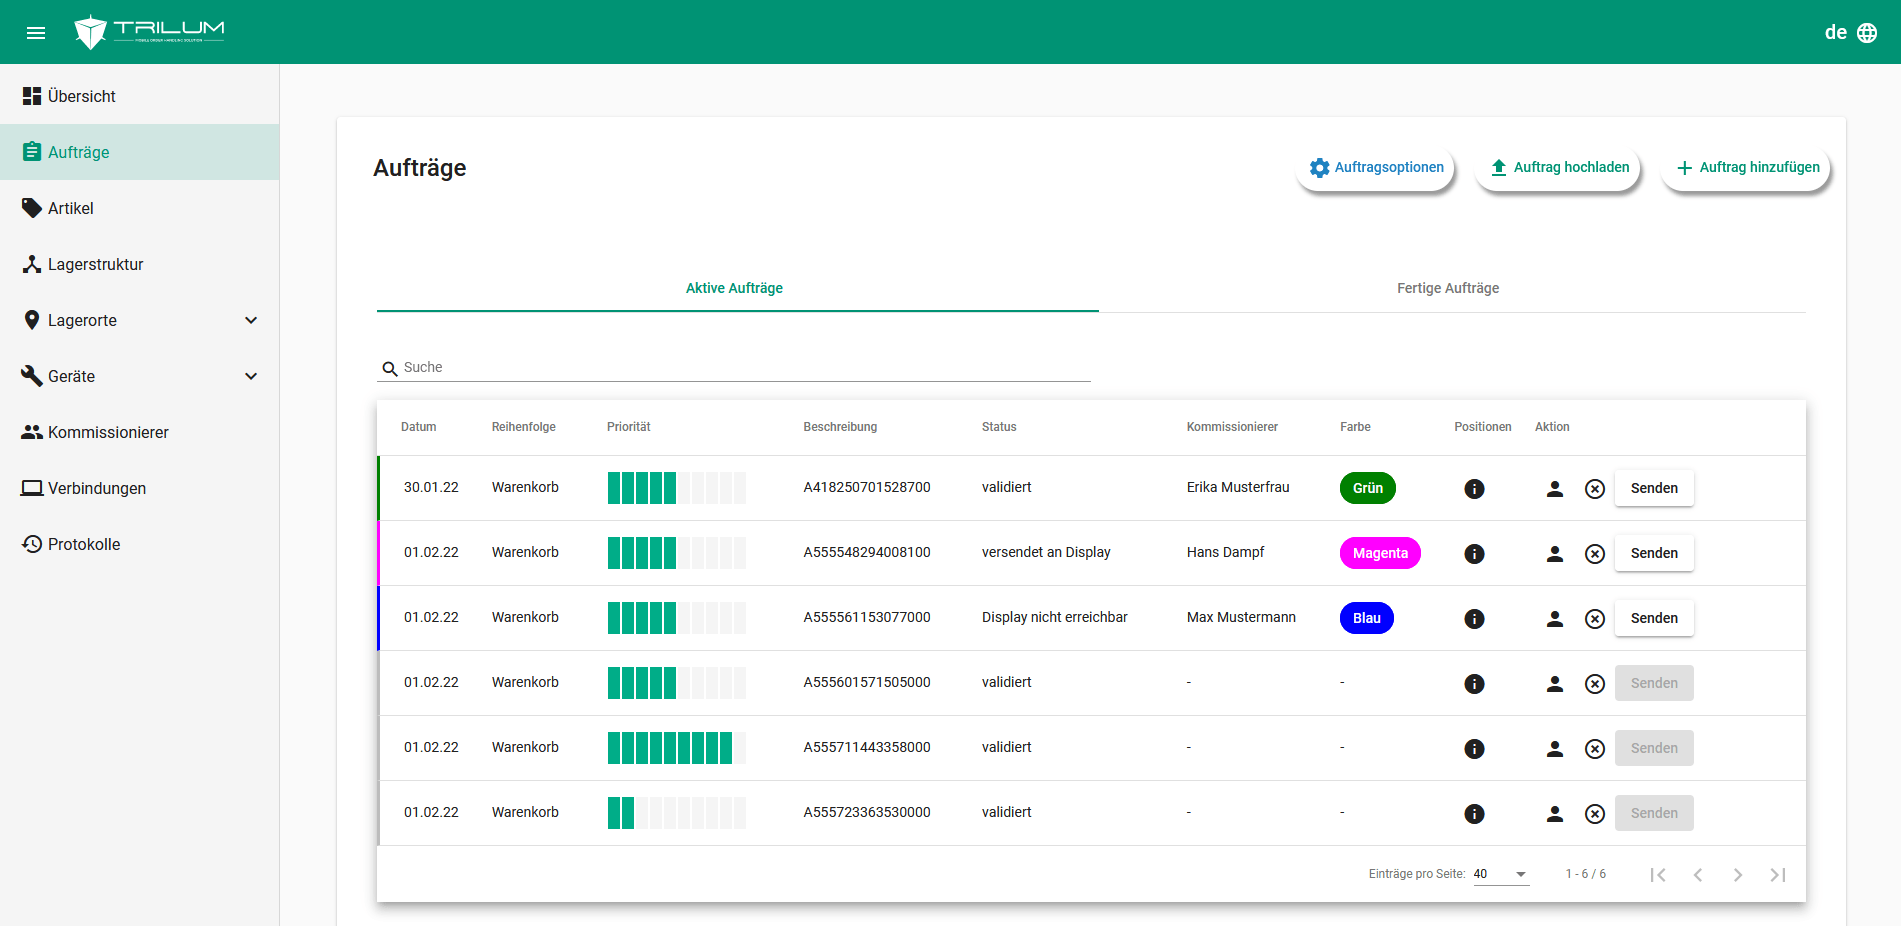 TRILUM
MOBILE ORDER HANDLING SOLUTION
de
Übersicht
Aufträge
Artikel
Lagerstruktur
Lagerorte
Geräte
Kommissionierer
Verbindungen
Protokolle
Aufträge
Auftragsoptionen
Auftrag hochladen
Auftrag hinzufügen
Aktive Aufträge
Fertige Aufträge
Suche
Datum Reihenfolge Priorität Beschreibung Status Kommissionierer Farbe Positionen Aktion
30.01.22 Warenkorb A418250701528700 validiert Erika Musterfrau Grün Senden
01.02.22 Warenkorb A555548294008100 versendet an Display Hans Dampf Magenta Senden
01.02.22 Warenkorb A555561153077000 Display nicht erreichbar Max Mustermann Blau Senden
01.02.22 Warenkorb A555601571505000 validiert - - Senden
01.02.22 Warenkorb A555711443358000 validiert - - Senden
01.02.22 Warenkorb A555723363530000 validiert - - Senden
Einträge pro Seite: 40 1 - 6 / 6